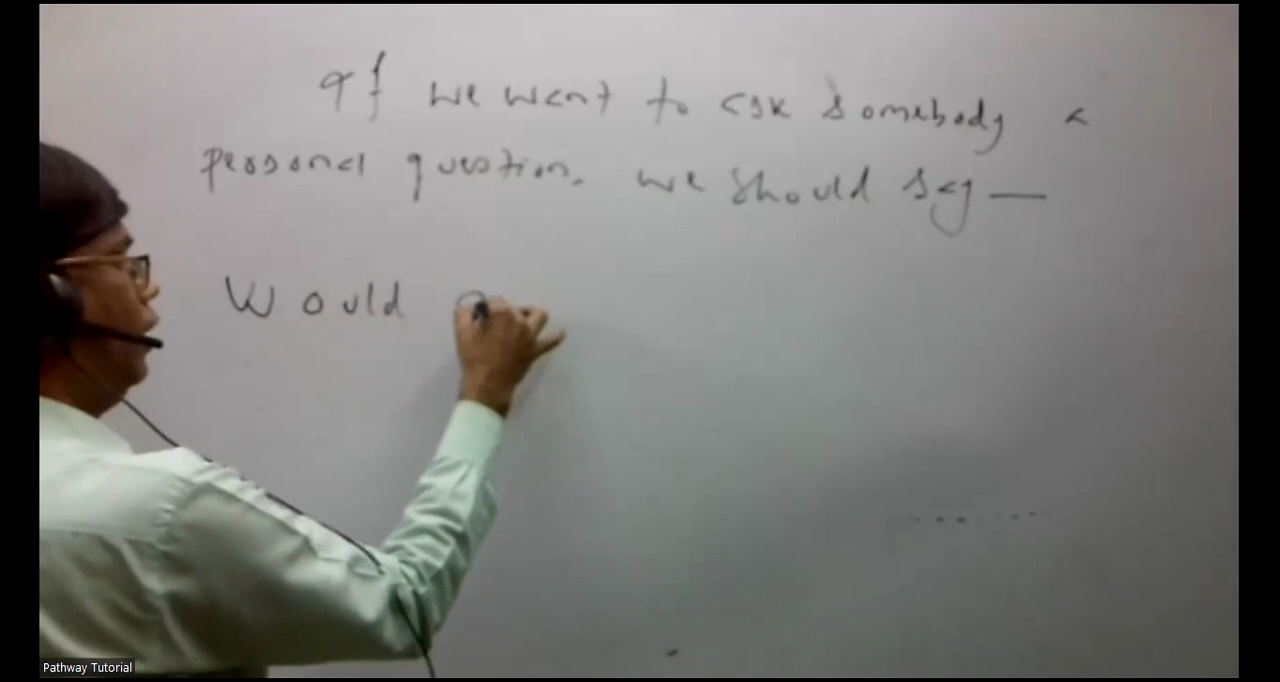 If we want to ask somebody a
personal question. we should say —
Would
Pathway Tutorial